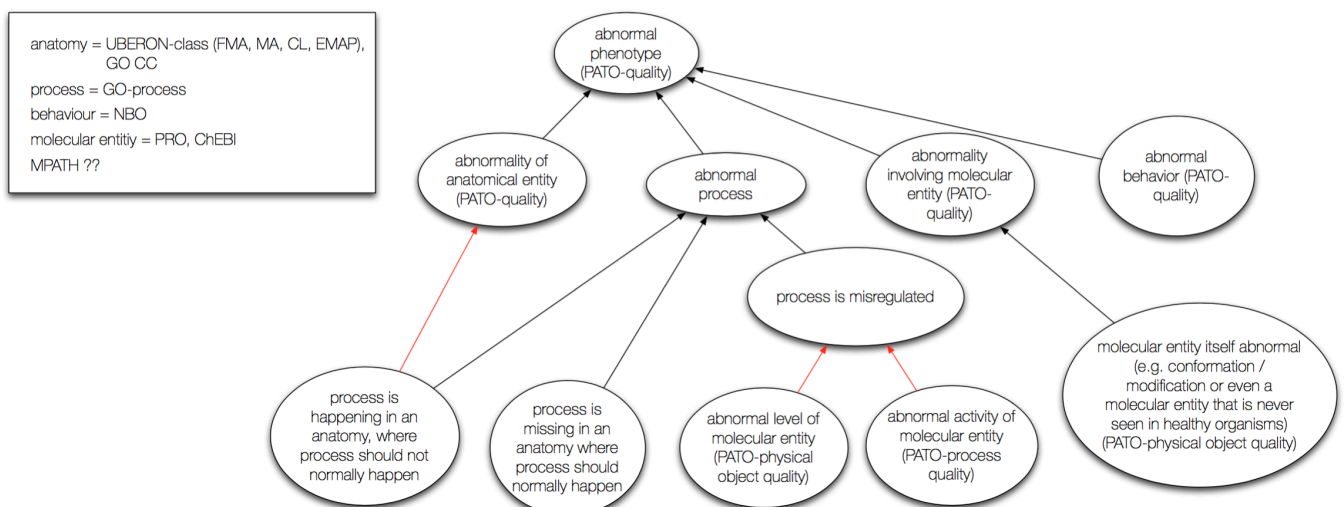 anatomy = UBERON-class (FMA, MA, CL, EMAP),
GO CC
process = GO-process
behaviour = NBO
molecular entitiy = PRO, ChEBI
MPATH ??
abnormal
phenotype
(PATO-quality)
abnormality of
anatomical entity
(PATO-quality)
abnormal
process
abnormality
involving molecular
entity (PATO-
quality)
abnormal
behavior (PATO-
quality)
process is misregulated
process is
happening in an
anatomy, where
process should not
normally happen
process is
missing in an
anatomy where
process should
normally happen
abnormal level of
molecular entity
(PATO-physical
object quality)
abnormal activity of
molecular entity
(PATO-process
quality)
molecular entity itself abnormal
(e.g. conformation /
modification or even a
molecular entity that is never
seen in healthy organisms)
(PATO-physical object quality)